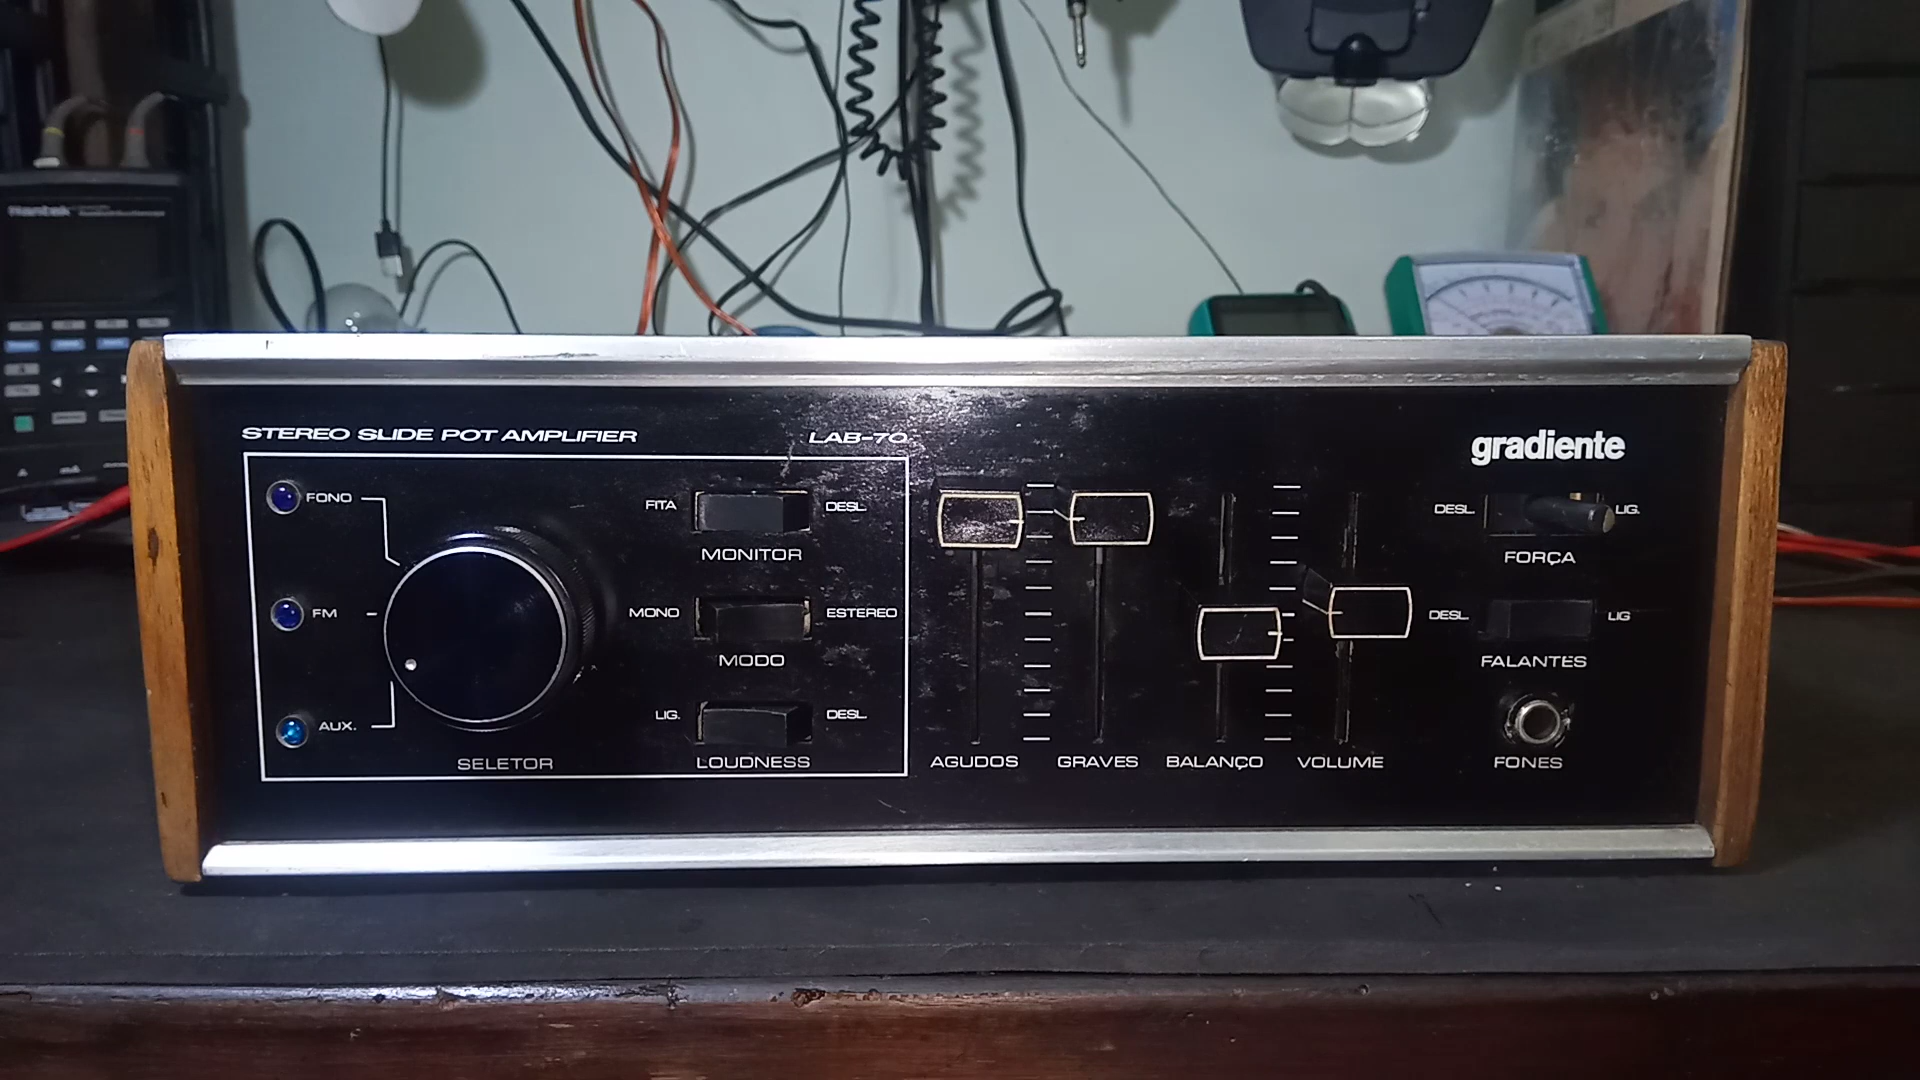 Hantek
STEREO SLIDE POT AMPLIFIER
LAB-70
gradiente
FONO
FM
AUX.
SELETOR
FITA
DESL.
MONITOR
MONO
ESTEREO
MODO
LIG.
DESL.
LOUDNESS
AGUDOS
GRAVES
BALANÇO
VOLUME
DESL.
LIG.
FORÇA
DESL.
LIG
FALANTES
FONES